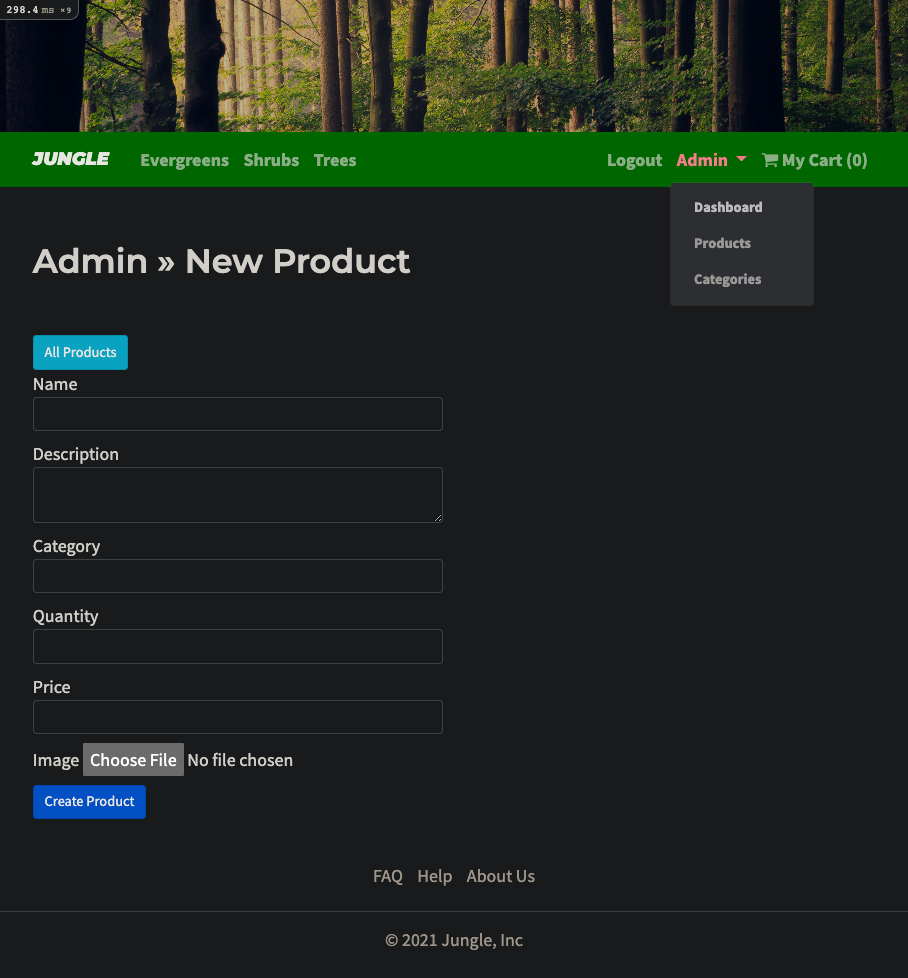 298.4 ms ×9
JUNGLE Evergreens Shrubs Trees Logout Admin My Cart (0)
Dashboard
Products
Categories
Admin » New Product
All Products
Name
Description
Category
Quantity
Price
Image Choose File No file chosen
Create Product
FAQ Help About Us
© 2021 Jungle, Inc